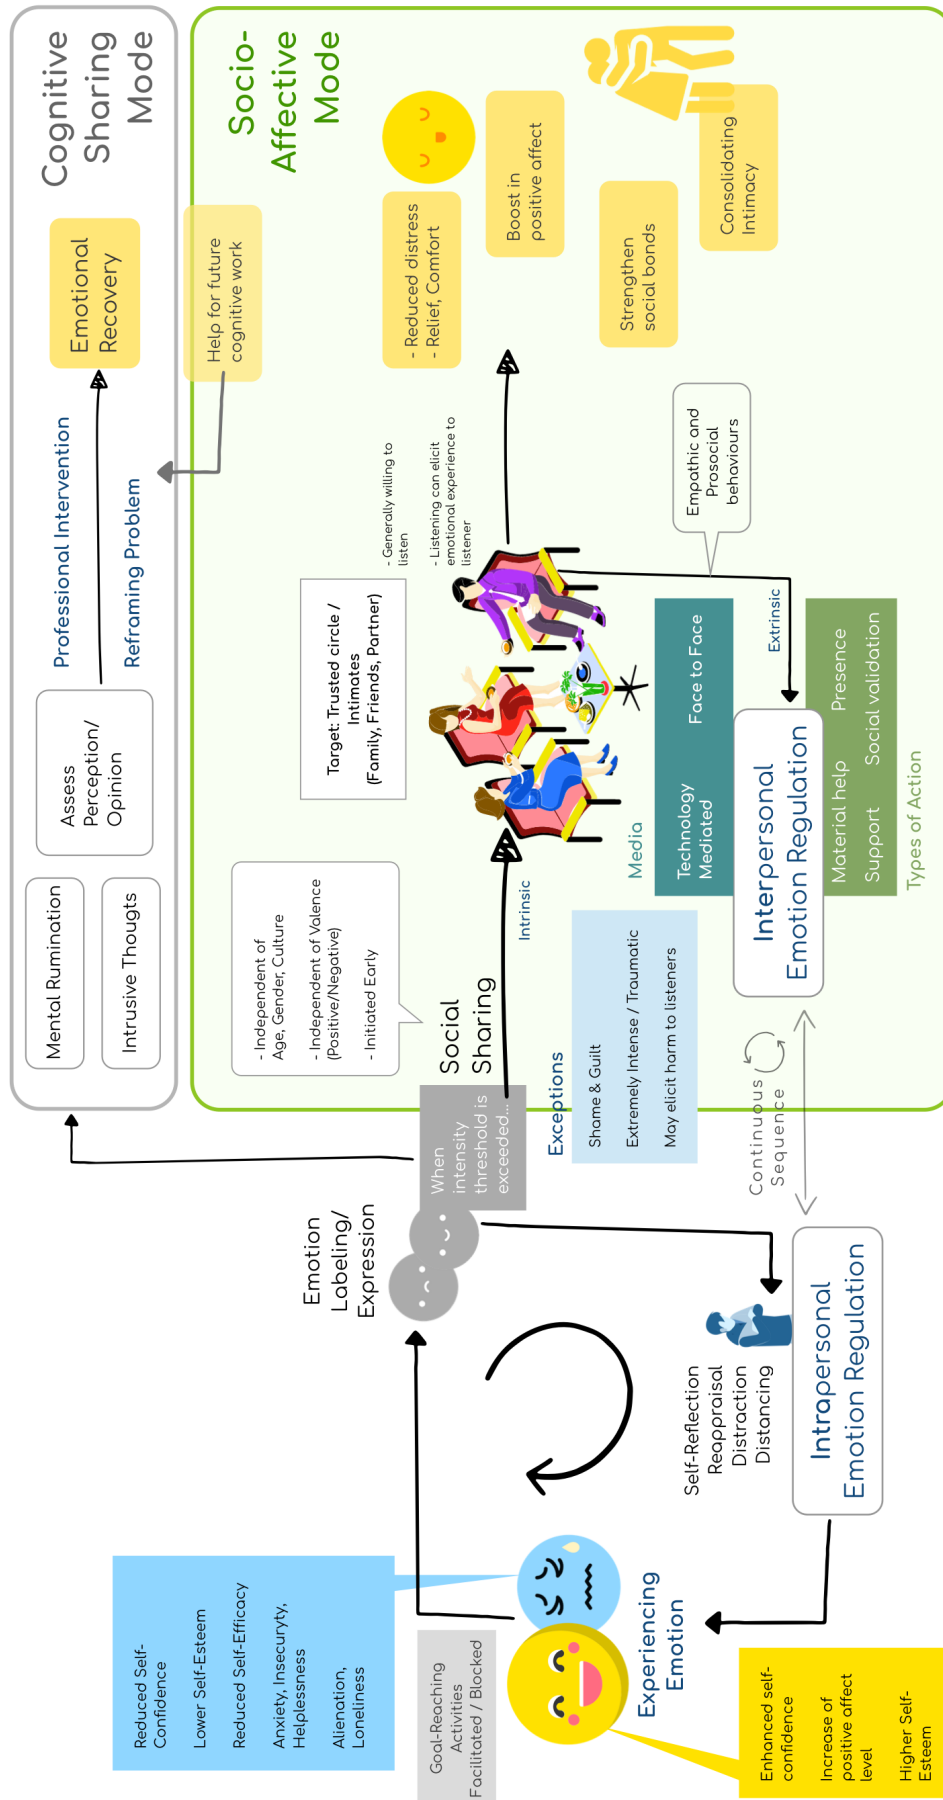 Cognitive
Sharing
Mode
Emotional
Recovery
Professional Intervention
Reframing Problem
Assess
Perception/
Opinion
Mental Rumination
Intrusive Thougts
Socio-
Affective
Mode
Help for future
cognitive work
- Reduced distress
- Relief, Comfort
Boost in
positive affect
Strengthen
social bonds
Consolidating
Intimacy
- Generally willing to
listen
- Listening can elicit
emotional experience to
listener
Target: Trusted circle /
Intimates
(Family, Friends, Partner)
- Independent of
Age, Gender, Culture
- Independent of Valence
(Positive/Negative)
- Initiated Early
Social
Sharing
Intrinsic
When
intensity
threshold is
exceeded...
Emotion
Labeling/
Expression
Exceptions
Shame & Guilt
Extremely Intense / Traumatic
May elicit harm to listeners
Media
Technology
Mediated
Face to Face
Empathic and
Prosocial
behaviours
Extrinsic
Interpersonal
Emotion Regulation
Material help
Presence
Support
Social validation
Types of Action
Continuous
Sequence
Self-Reflection
Reappraisal
Distraction
Distancing
Intrapersonal
Emotion Regulation
Reduced Self-
Confidence
Lower Self-Esteem
Reduced Self-Efficacy
Anxiety, Insecuryty,
Helplessness
Alienation,
Loneliness
Goal-Reaching
Activities
Facilitated / Blocked
Experiencing
Emotion
Enhanced self-
confidence
Increase of
positive affect
level
Higher Self-
Esteem